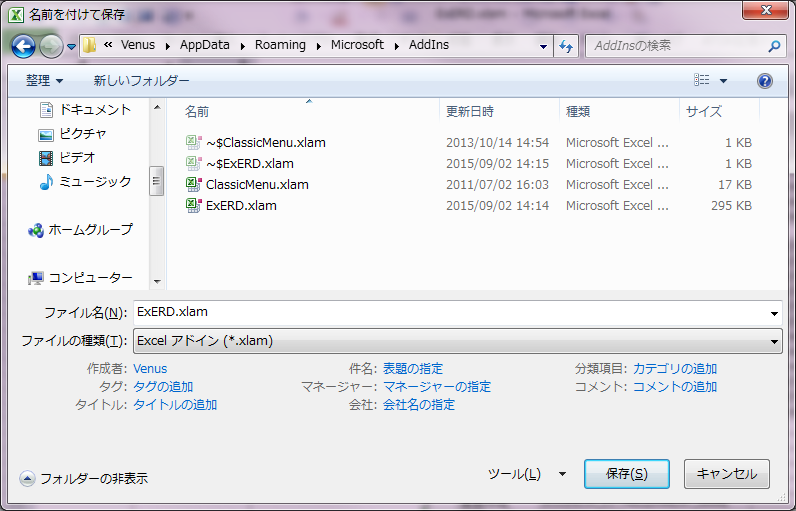 名前を付けて保存
« Venus ▸ AppData ▸ Roaming ▸ Microsoft ▸ AddIns
AddInsの検索
整理 ▼ 新しいフォルダー
ドキュメント
ピクチャ
ビデオ
ミュージック
ホームグループ
コンピューター
名前 更新日時 種類 サイズ
~$ClassicMenu.xlam 2013/10/14 14:54 Microsoft Excel ... 1 KB
~$ExERD.xlam 2015/09/02 14:15 Microsoft Excel ... 1 KB
ClassicMenu.xlam 2011/07/02 16:03 Microsoft Excel ... 17 KB
ExERD.xlam 2015/09/02 14:14 Microsoft Excel ... 295 KB
ファイル名(N): ExERD.xlam
ファイルの種類(T): Excel アドイン (*.xlam)
作成者: Venus 件名: 表題の指定 分類項目: カテゴリの追加
タグ: タグの追加 マネージャー: マネージャーの指定 コメント: コメントの追加
タイトル: タイトルの追加 会社: 会社名の指定
フォルダーの非表示 ツール(L) ▼ 保存(S) キャンセル